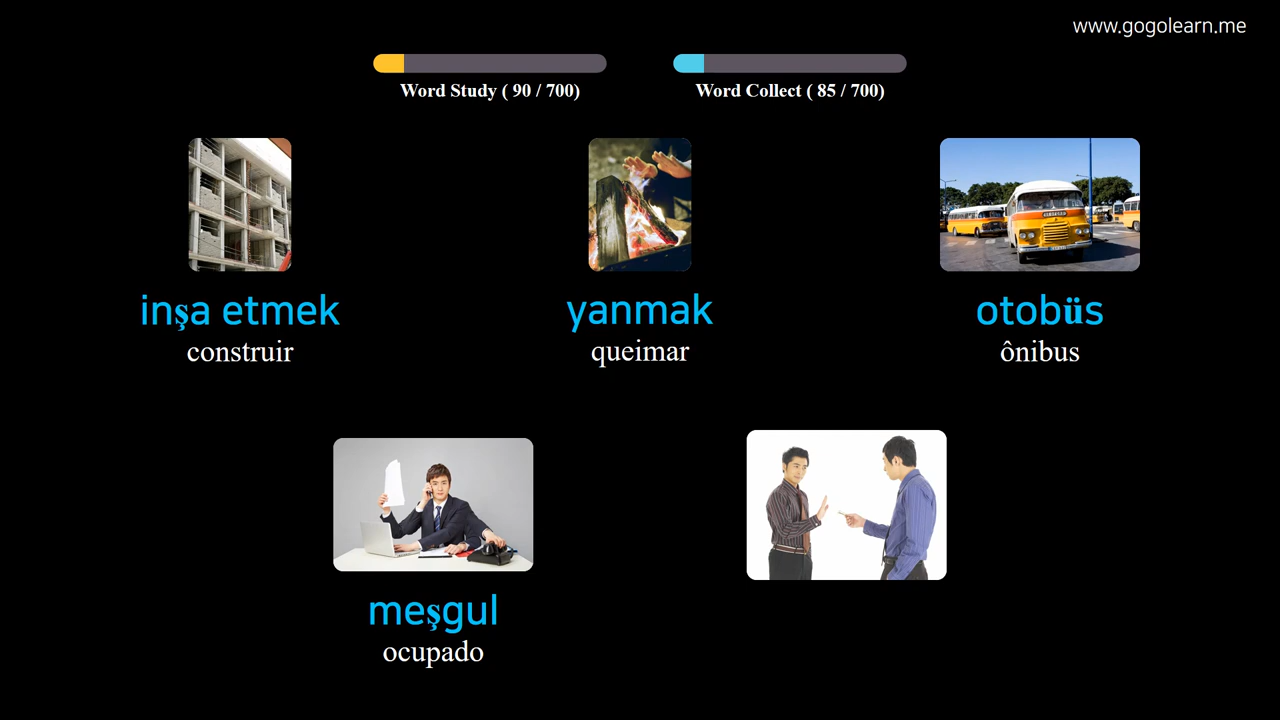 www.gogolearn.me
Word Study ( 90 / 700)
Word Collect ( 85 / 700)
inşa etmek
construir
yanmak
queimar
otobüs
ônibus
meşgul
ocupado